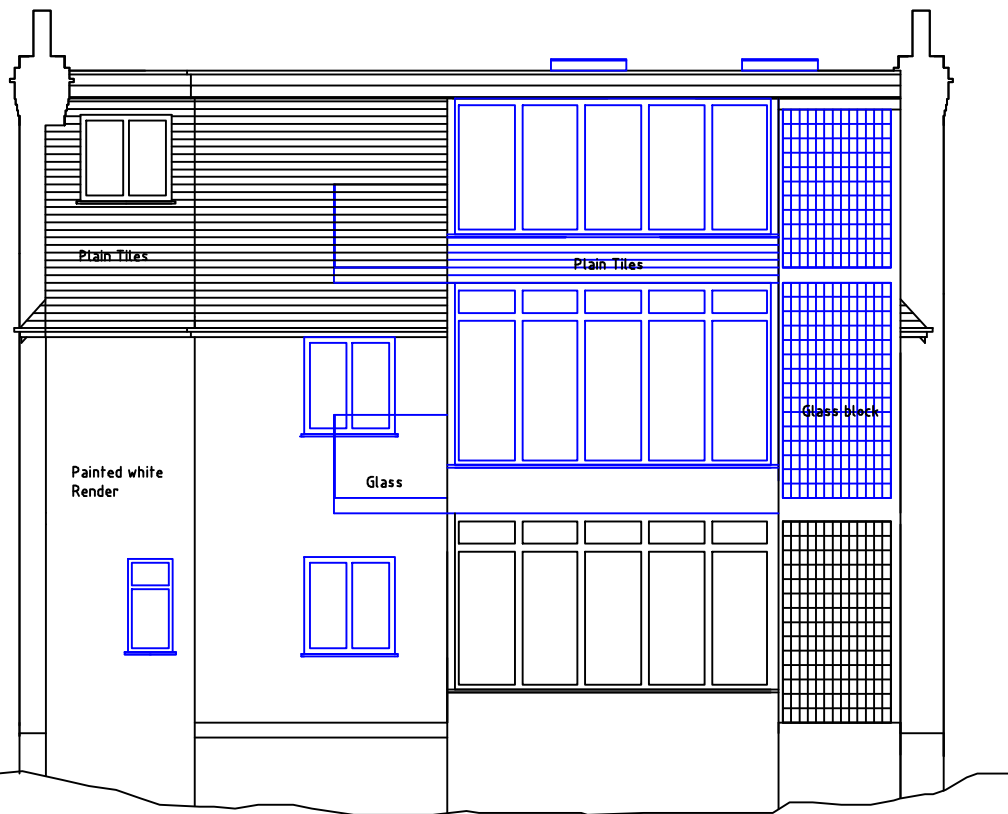 Plain Tiles
Plain Tiles
Glass block
Painted white
Render
Glass